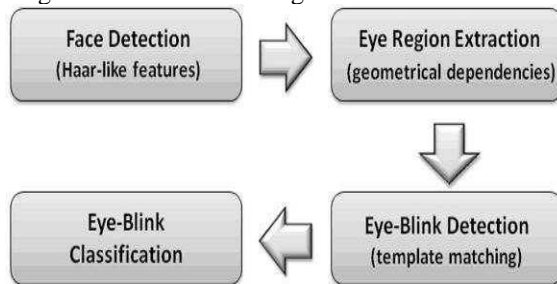 Face Detection
(Haar-like features)
Eye Region Extraction
(geometrical dependencies)
Eye-Blink Detection
(template matching)
Eye-Blink
Classification